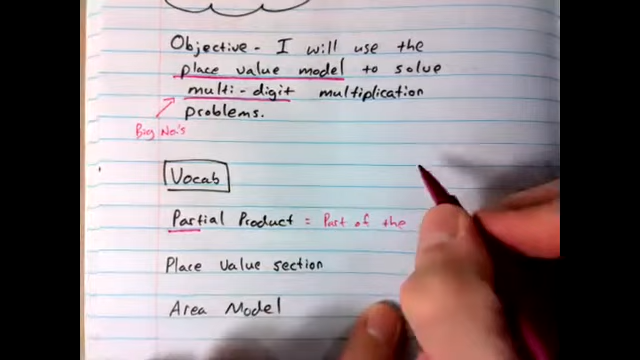 Objective - I will use the
place value model to solve
multi-digit multiplication
problems.
Big No's
Vocab
Partial Product = Part of the
Place Value section
Area Model